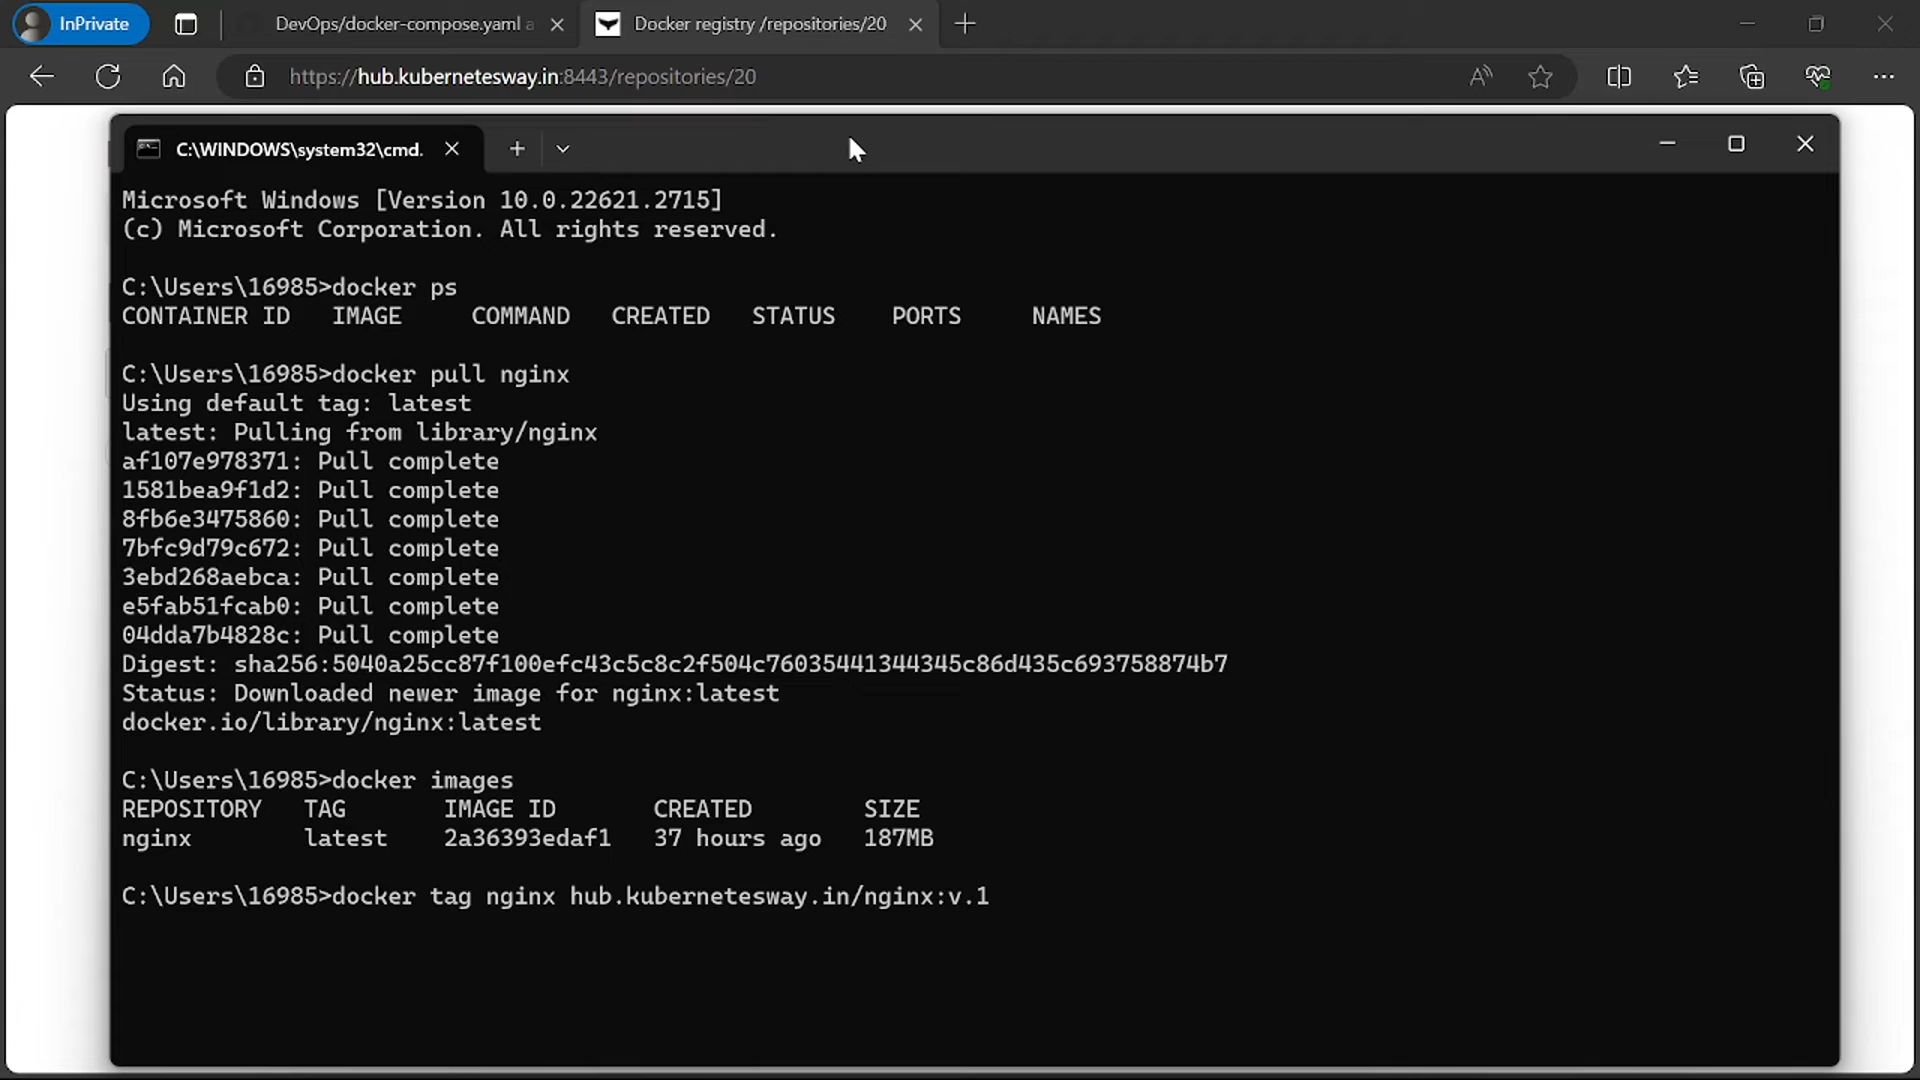 InPrivate
DevOps/docker-compose.yaml a
Docker registry /repositories/20
https://hub.kubernetesway.in:8443/repositories/20
C:\WINDOWS\system32\cmd.
Microsoft Windows [Version 10.0.22621.2715]
(c) Microsoft Corporation. All rights reserved.
C:\Users\16985>docker ps
CONTAINER ID IMAGE COMMAND CREATED STATUS PORTS NAMES
C:\Users\16985>docker pull nginx
Using default tag: latest
latest: Pulling from library/nginx
af107e978371: Pull complete
1581bea9f1d2: Pull complete
8fb6e3475860: Pull complete
7bfc9d79c672: Pull complete
3ebd268aebca: Pull complete
e5fab51fcab0: Pull complete
04dda7b4828c: Pull complete
Digest: sha256:5040a25cc87f100efc43c5c8c2f504c76035441344345c86d435c693758874b7
Status: Downloaded newer image for nginx:latest
docker.io/library/nginx:latest
C:\Users\16985>docker images
REPOSITORY TAG IMAGE ID CREATED SIZE
nginx latest 2a36393edaf1 37 hours ago 187MB
C:\Users\16985>docker tag nginx hub.kubernetesway.in/nginx:v.1